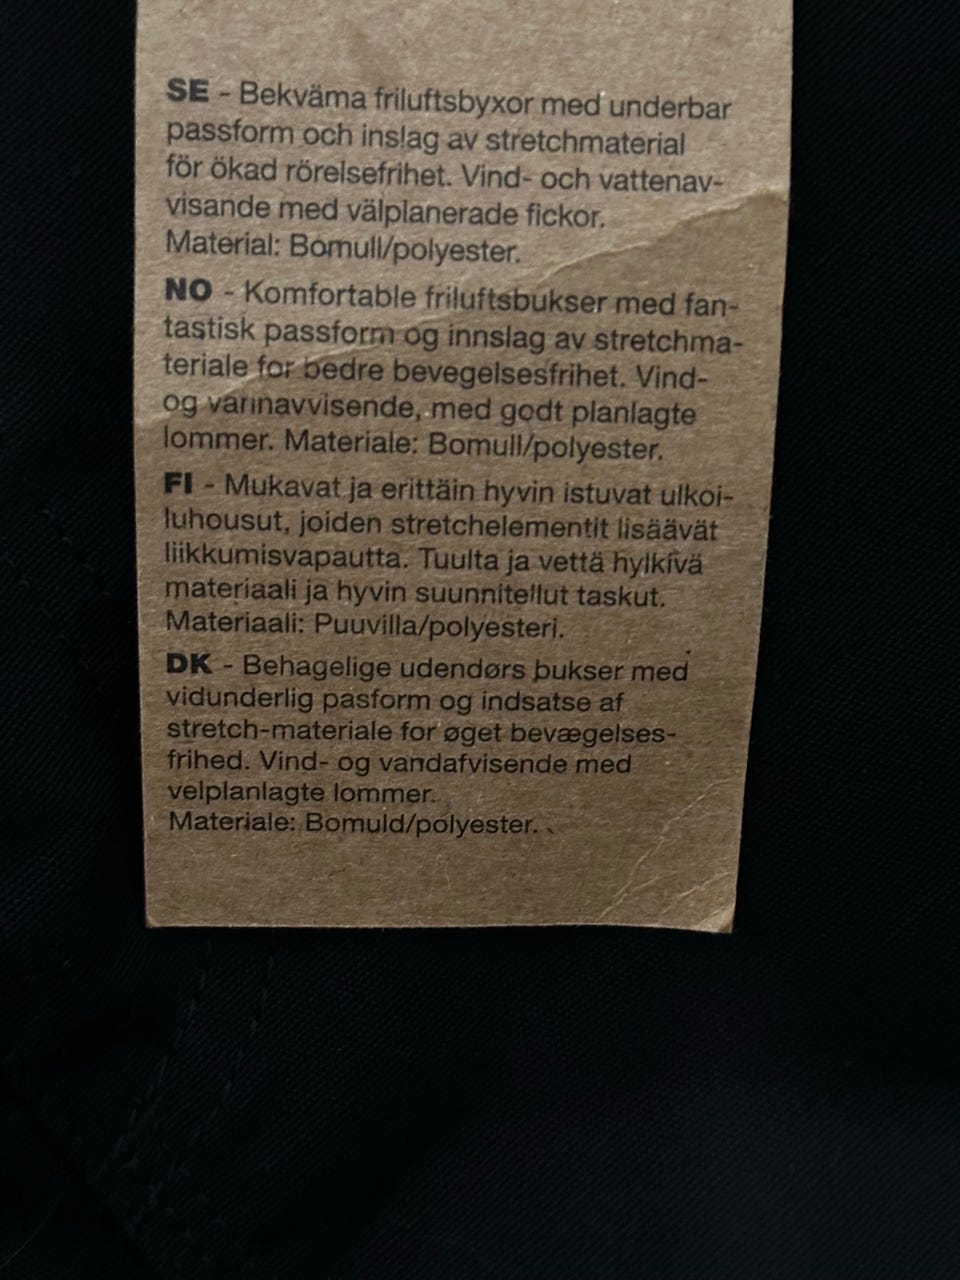 SE - Bekväma friluftsbyxor med underbar
passform och inslag av stretchmaterial
för ökad rörelsefrihet. Vind- och vattenav-
visande med välplanerade fickor.
Material: Bomull/polyester.
NO - Komfortable friluftsbukser med fan-
tastisk passform og innslag av stretchma-
teriale for bedre bevegelsesfrihet. Vind-
og vannavvisende, med godt planlagte
lommer. Materiale: Bomull/polyester.
FI - Mukavat ja erittäin hyvin istuvat ulkoi-
luhousut, joiden stretchelementit lisäävät
liikkumisvapautta. Tuulta ja vettä hylkivä
materiaali ja hyvin suunnitellut taskut.
Materiaali: Puuvilla/polyesteri.
DK - Behagelige udendørs bukser med
vidunderlig pasform og indsatse af
stretch-materiale for øget bevægelses-
frihed. Vind- og vandafvisende med
velplanlagte lommer.
Materiale: Bomuld/polyester.